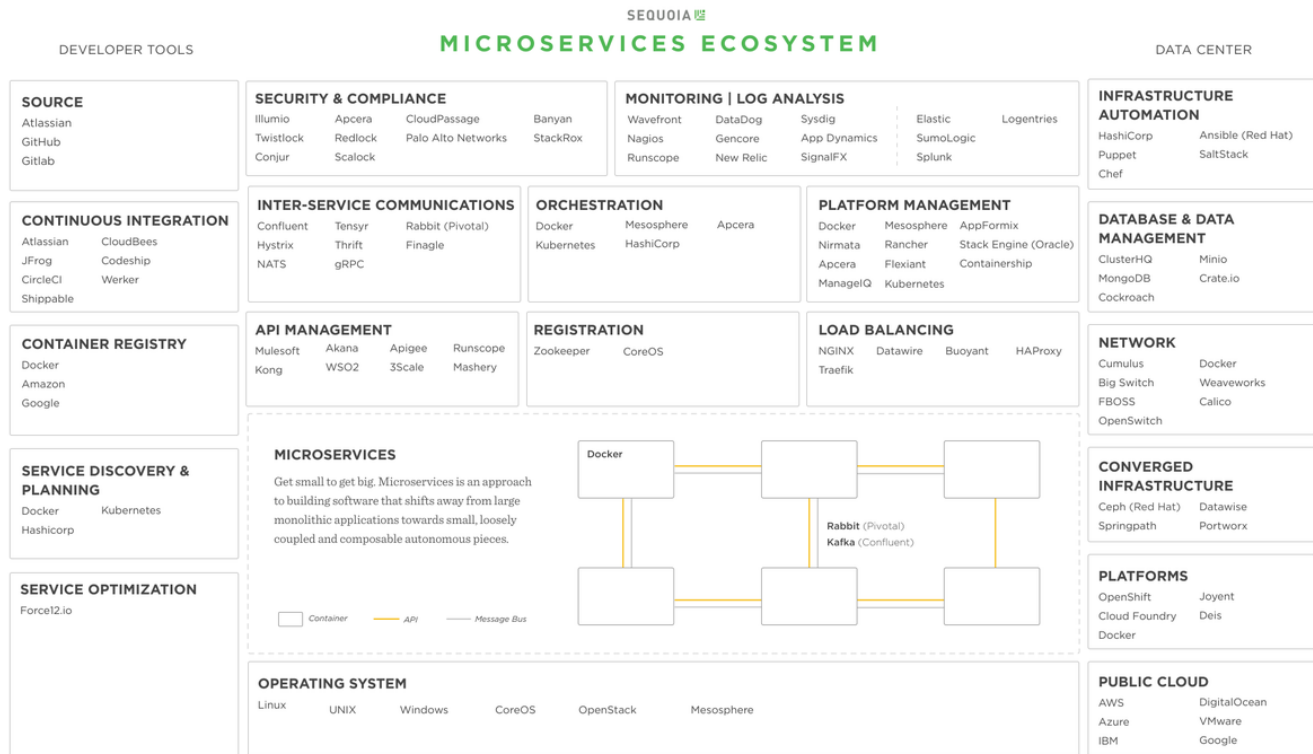 SEQUOIA
MICROSERVICES ECOSYSTEM
DEVELOPER TOOLS
DATA CENTER
SOURCE
Atlassian
GitHub
Gitlab
CONTINUOUS INTEGRATION
Atlassian CloudBees
JFrog Codeship
CircleCI Werker
Shippable
CONTAINER REGISTRY
Docker
Amazon
Google
SERVICE DISCOVERY &
PLANNING
Docker Kubernetes
Hashicorp
SERVICE OPTIMIZATION
Force12.io
SECURITY & COMPLIANCE
Illumio Apcera CloudPassage Banyan
Twistlock Redlock Palo Alto Networks StackRox
Conjur Scalock
MONITORING | LOG ANALYSIS
Wavefront DataDog Sysdig Elastic Logentries
Nagios Gencore App Dynamics SumoLogic
Runscope New Relic SignalFX Splunk
INTER-SERVICE COMMUNICATIONS
Confluent Tensyr Rabbit (Pivotal)
Hystrix Thrift Finagle
NATS gRPC
ORCHESTRATION
Docker Mesosphere Apcera
Kubernetes HashiCorp
PLATFORM MANAGEMENT
Docker Mesosphere AppFormix
Nirmata Rancher Stack Engine (Oracle)
Apcera Flexiant Containership
ManageIQ Kubernetes
API MANAGEMENT
Mulesoft Akana Apigee Runscope
Kong WSO2 3Scale Mashery
REGISTRATION
Zookeeper CoreOS
LOAD BALANCING
NGINX Datawire Buoyant HAProxy
Traefik
MICROSERVICES
Get small to get big. Microservices is an approach
to building software that shifts away from large
monolithic applications towards small, loosely
coupled and composable autonomous pieces.
Container API Message Bus
Docker
Rabbit (Pivotal)
Kafka (Confluent)
OPERATING SYSTEM
Linux UNIX Windows CoreOS OpenStack Mesosphere
INFRASTRUCTURE
AUTOMATION
HashiCorp Ansible (Red Hat)
Puppet SaltStack
Chef
DATABASE & DATA
MANAGEMENT
ClusterHQ Minio
MongoDB Crate.io
Cockroach
NETWORK
Cumulus Docker
Big Switch Weaveworks
FBOSS Calico
OpenSwitch
CONVERGED
INFRASTRUCTURE
Ceph (Red Hat) Datawise
Springpath Portworx
PLATFORMS
OpenShift Joyent
Cloud Foundry Deis
Docker
PUBLIC CLOUD
AWS DigitalOcean
Azure VMware
IBM Google